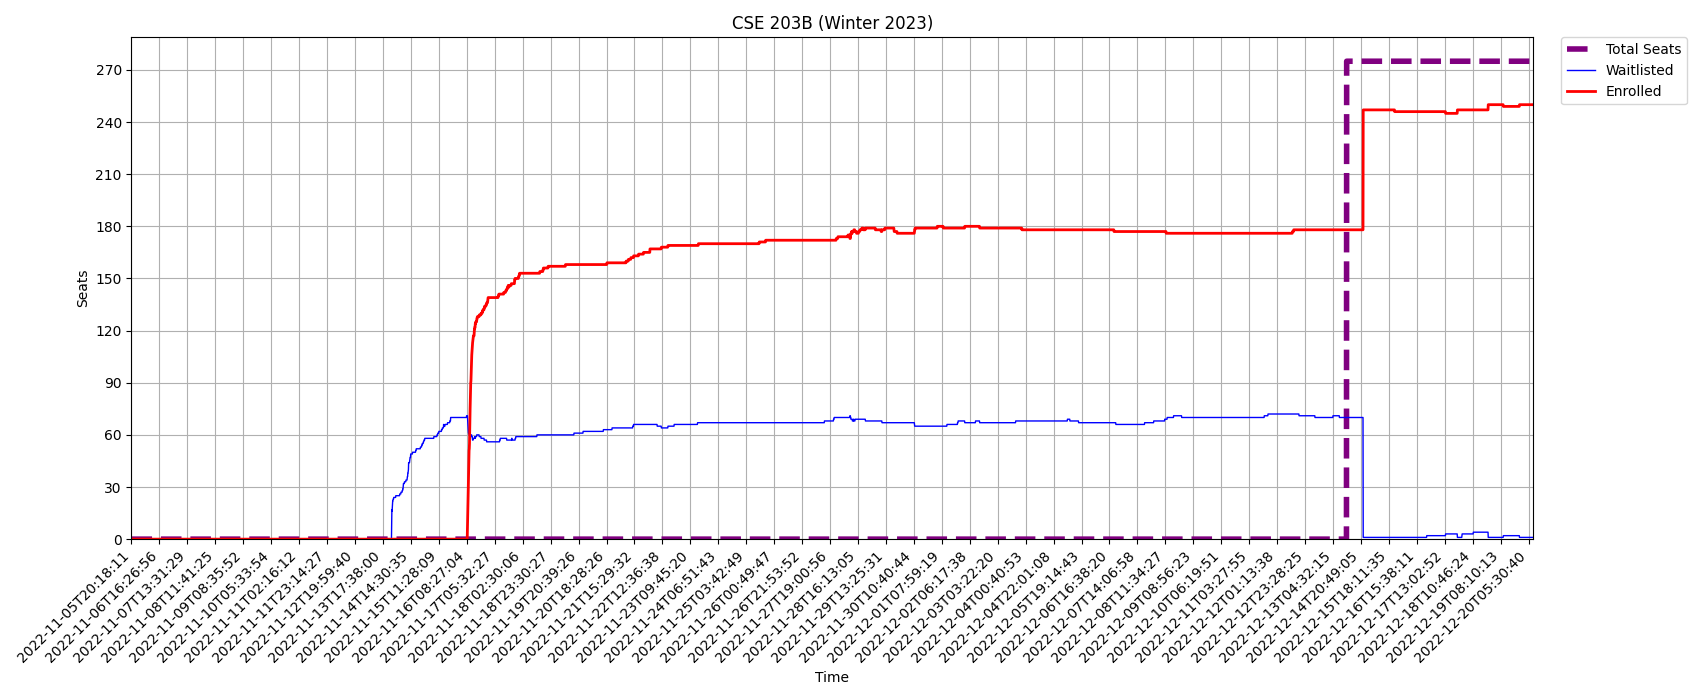 CSE 203B (Winter 2023)
Total Seats
Waitlisted
Enrolled
Seats
270
240
210
180
150
120
90
60
30
0
2022-11-05T20:18:11
2022-11-06T16:26:56
2022-11-07T13:31:29
2022-11-08T11:41:25
2022-11-09T08:35:52
2022-11-10T05:33:54
2022-11-11T02:16:12
2022-11-11T23:14:27
2022-11-12T19:59:40
2022-11-13T17:38:00
2022-11-14T14:30:35
2022-11-15T11:28:09
2022-11-16T08:27:04
2022-11-17T05:32:27
2022-11-18T02:30:06
2022-11-18T23:30:27
2022-11-19T20:39:26
2022-11-20T18:28:26
2022-11-21T15:29:32
2022-11-22T12:36:38
2022-11-23T09:45:20
2022-11-24T06:51:43
2022-11-25T03:42:49
2022-11-26T00:49:47
2022-11-26T21:53:52
2022-11-27T19:00:56
2022-11-28T16:13:05
2022-11-29T13:25:31
2022-11-30T10:40:44
2022-12-01T07:59:19
2022-12-02T06:17:38
2022-12-03T03:22:20
2022-12-04T00:40:53
2022-12-04T22:01:08
2022-12-05T19:14:43
2022-12-06T16:38:20
2022-12-07T14:06:58
2022-12-08T11:34:27
2022-12-09T08:56:23
2022-12-10T06:19:51
2022-12-11T03:27:55
2022-12-12T01:13:38
2022-12-12T23:28:25
2022-12-13T04:32:15
2022-12-14T20:49:05
2022-12-15T18:11:35
2022-12-16T15:38:11
2022-12-17T13:02:52
2022-12-18T10:46:24
2022-12-19T08:10:13
2022-12-20T05:30:40
Time